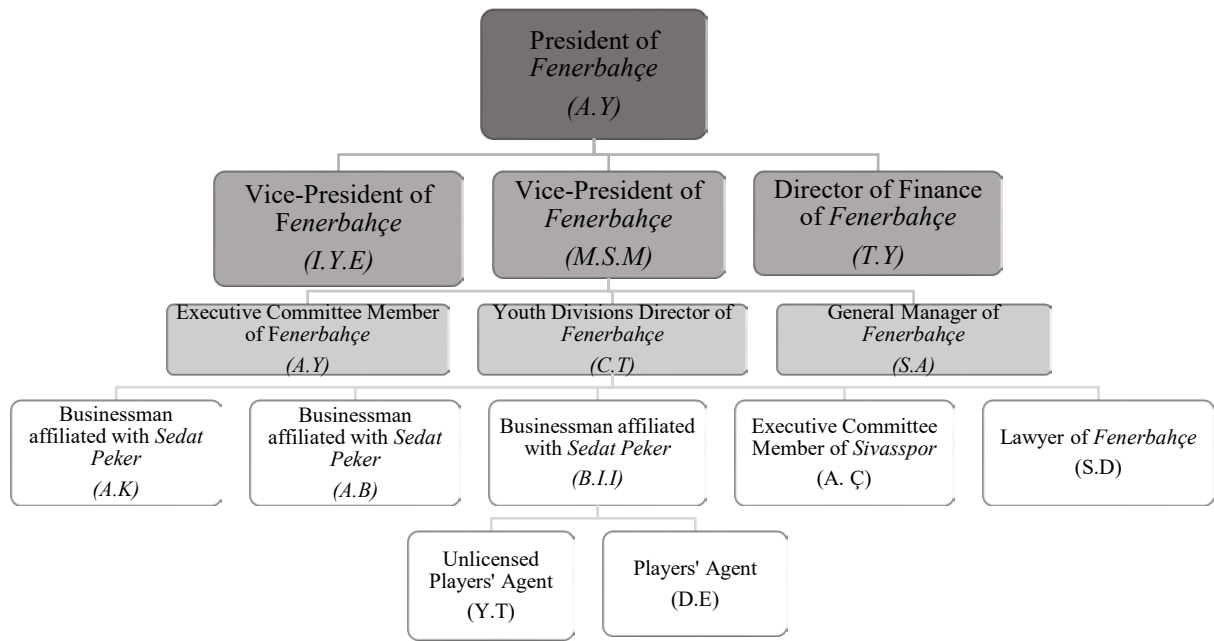 President of
Fenerbahçe
(A.Y)
Vice-President of
Fenerbahçe
(I.Y.E)
Vice-President of
Fenerbahçe
(M.S.M)
Director of Finance
of Fenerbahçe
(T.Y)
Executive Committee Member
of Fenerbahçe
(A.Y)
Youth Divisions Director of
Fenerbahçe
(C.T)
General Manager of
Fenerbahçe
(S.A)
Businessman
affiliated with Sedat
Peker
(A.K)
Businessman
affiliated with Sedat
Peker
(A.B)
Businessman affiliated
with Sedat Peker
(B.I.I)
Executive Committee
Member of Sivasspor
(A. Ç)
Lawyer of Fenerbahçe
(S.D)
Unlicensed
Players' Agent
(Y.T)
Players' Agent
(D.E)